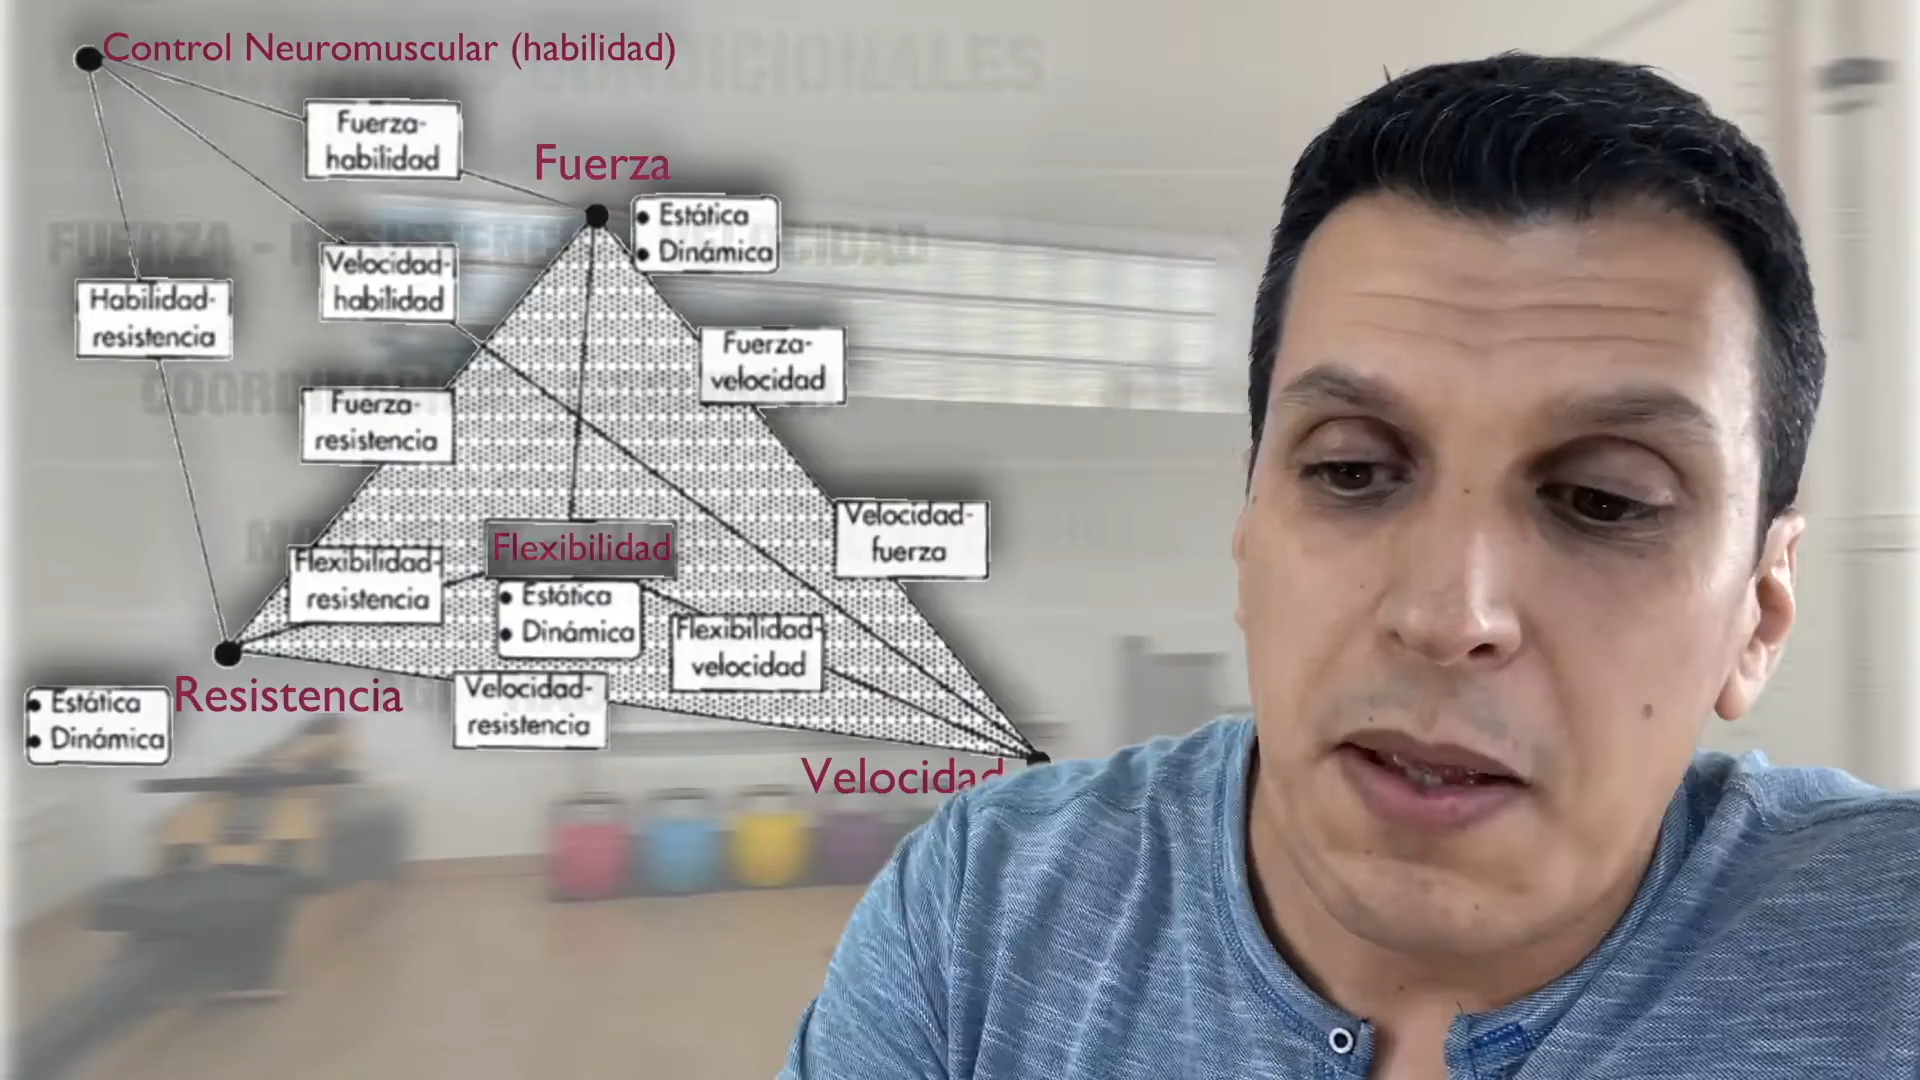 Control Neuromuscular (habilidad)
Fuerza-
habilidad
Fuerza
• Estática
• Dinámica
Velocidad-
habilidad
Habilidad-
resistencia
Fuerza-
velocidad
Fuerza-
resistencia
Velocidad-
fuerza
Flexibilidad
Flexibilidad-
resistencia
• Estática
• Dinámica
Flexibilidad-
velocidad
Resistencia
• Estática
• Dinámica
Velocidad-
resistencia
Velocidad